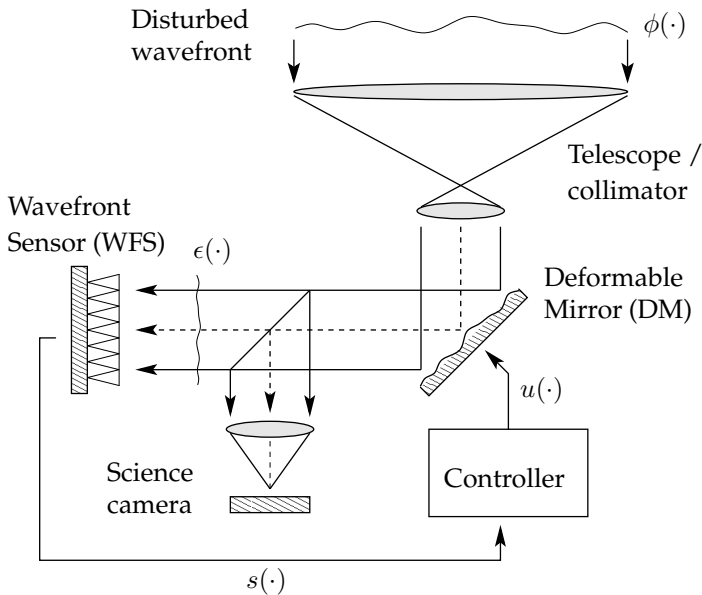 Disturbed
wavefront
ϕ(·)
Telescope /
collimator
Wavefront
Sensor (WFS)
ϵ(·)
Deformable
Mirror (DM)
u(·)
Controller
Science
camera
s(·)